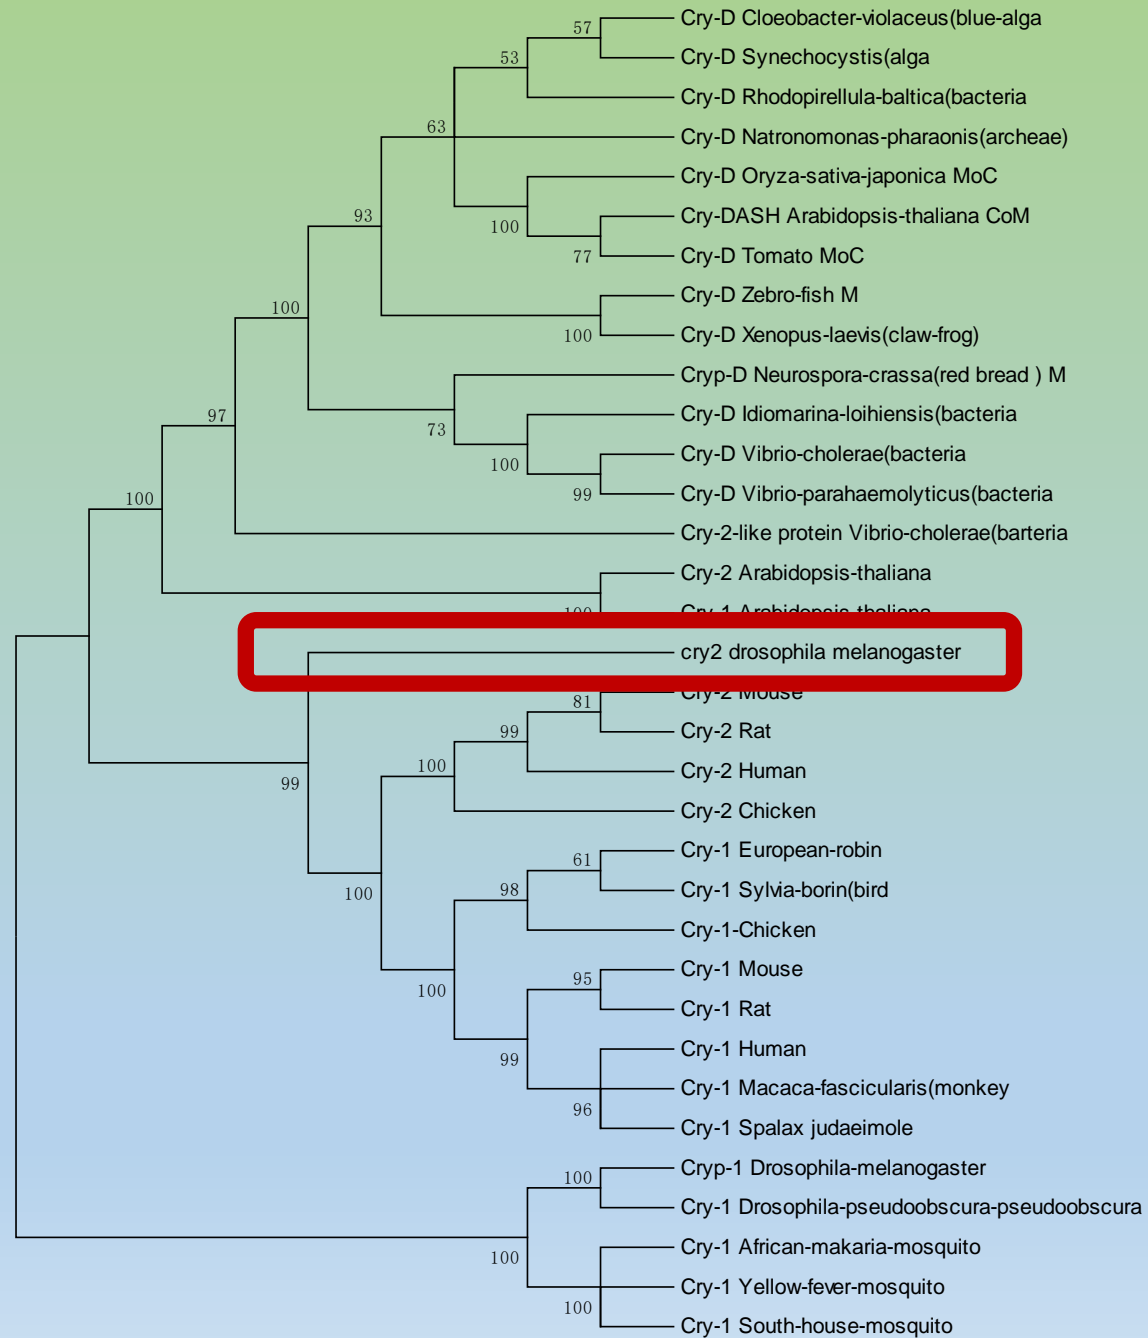 Cry-D Cloeobacter-violaceus(blue-alga
57
Cry-D Synechocystis(alga
53
Cry-D Rhodopirellula-baltica(bacteria
63
Cry-D Natronomonas-pharaonis(archeae)
Cry-D Oryza-sativa-japonica MoC
93
Cry-DASH Arabidopsis-thaliana CoM
100
Cry-D Tomato MoC
77
Cry-D Zebro-fish M
100
Cry-D Xenopus-laevis(claw-frog)
100
Cryp-D Neurospora-crassa(red bread ) M
97
Cry-D Idiomarina-loihiensis(bacteria
73
Cry-D Vibrio-cholerae(bacteria
100
Cry-D Vibrio-parahaemolyticus(bacteria
99
100
Cry-2-like protein Vibrio-cholerae(barteria
Cry-2 Arabidopsis-thaliana
100
Cry-1 Arabidopsis-thaliana
cry2 drosophila melanogaster
Cry-2 Mouse
81
Cry-2 Rat
99
Cry-2 Human
100
99
Cry-2 Chicken
Cry-1 European-robin
61
Cry-1 Sylvia-borin(bird
98
100
Cry-1-Chicken
Cry-1 Mouse
95
100
Cry-1 Rat
Cry-1 Human
99
Cry-1 Macaca-fascicularis(monkey
96
Cry-1 Spalax judaeimole
Cryp-1 Drosophila-melanogaster
100
Cry-1 Drosophila-pseudoobscura-pseudoobscura
Cry-1 African-makaria-mosquito
100
Cry-1 Yellow-fever-mosquito
100
Cry-1 South-house-mosquito